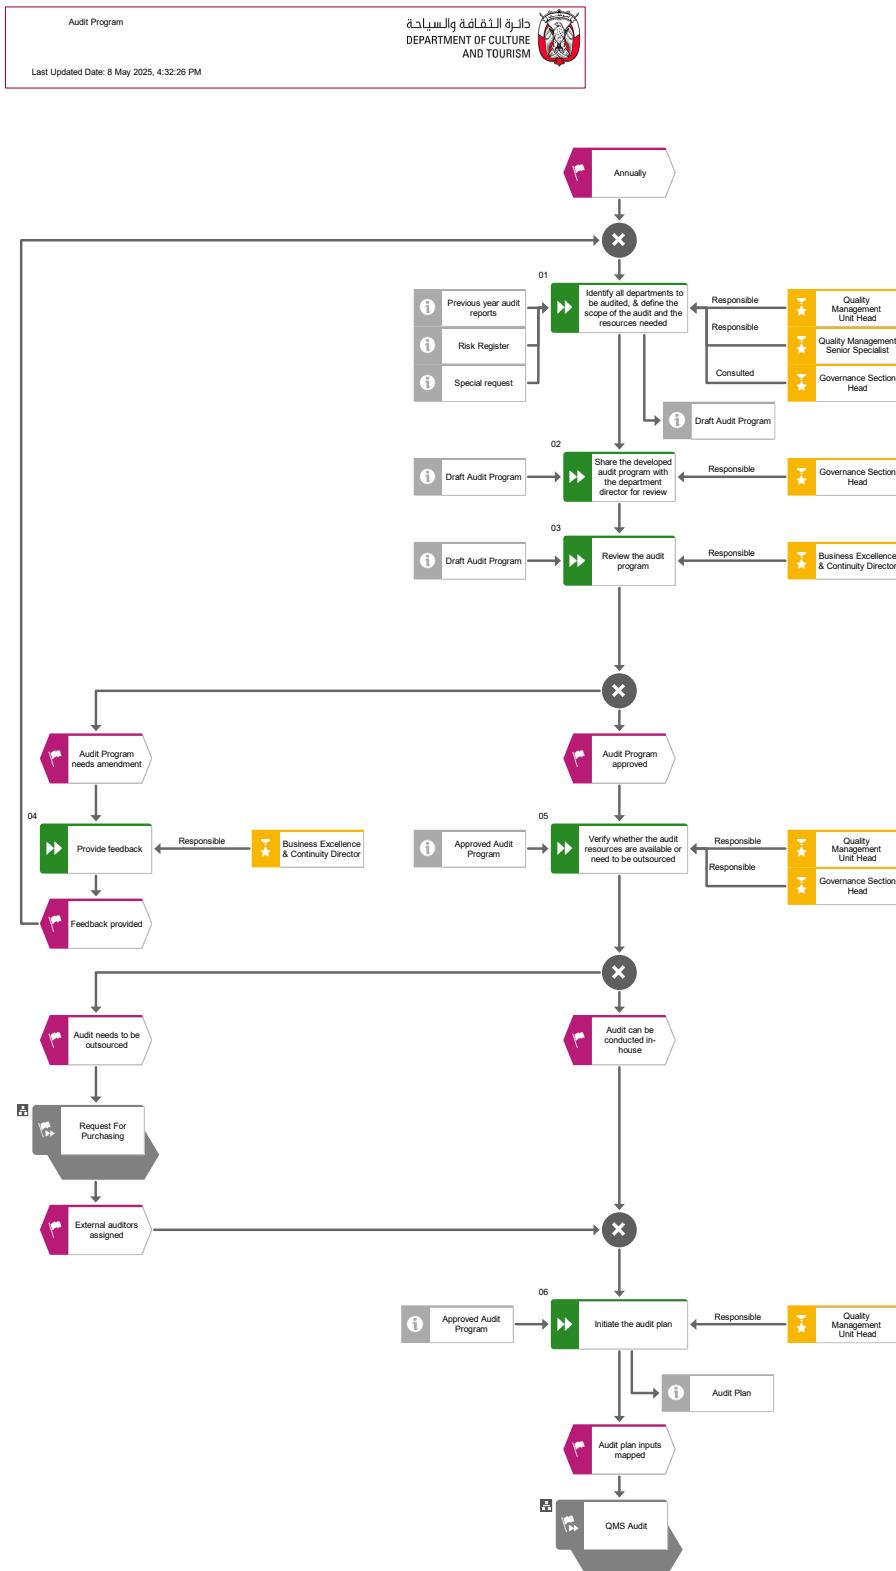 Audit Program
دائرة الثقافة والسياحة
DEPARTMENT OF CULTURE
AND TOURISM
Last Updated Date: 8 May 2025, 4:32:26 PM
Annually
01
Identify all departments to
be audited, & define the
scope of the audit and the
resources needed
Previous year audit
reports
Risk Register
Special request
Responsible
Responsible
Consulted
Quality
Management
Unit Head
Quality Management
Senior Specialist
Governance Section
Head
Draft Audit Program
02
Draft Audit Program
Share the developed
audit program with
the department
director for review
Responsible
Governance Section
Head
03
Draft Audit Program
Review the audit
program
Responsible
Business Excellence
& Continuity Director
Audit Program
needs amendment
Audit Program
approved
04
Provide feedback
Responsible
Business Excellence
& Continuity Director
05
Approved Audit
Program
Verify whether the audit
resources are available or
need to be outsourced
Responsible
Responsible
Quality
Management
Unit Head
Governance Section
Head
Feedback provided
Audit needs to be
outsourced
Audit can be
conducted in-
house
Request For
Purchasing
External auditors
assigned
06
Approved Audit
Program
Initiate the audit plan
Responsible
Quality
Management
Unit Head
Audit Plan
Audit plan inputs
mapped
QMS Audit